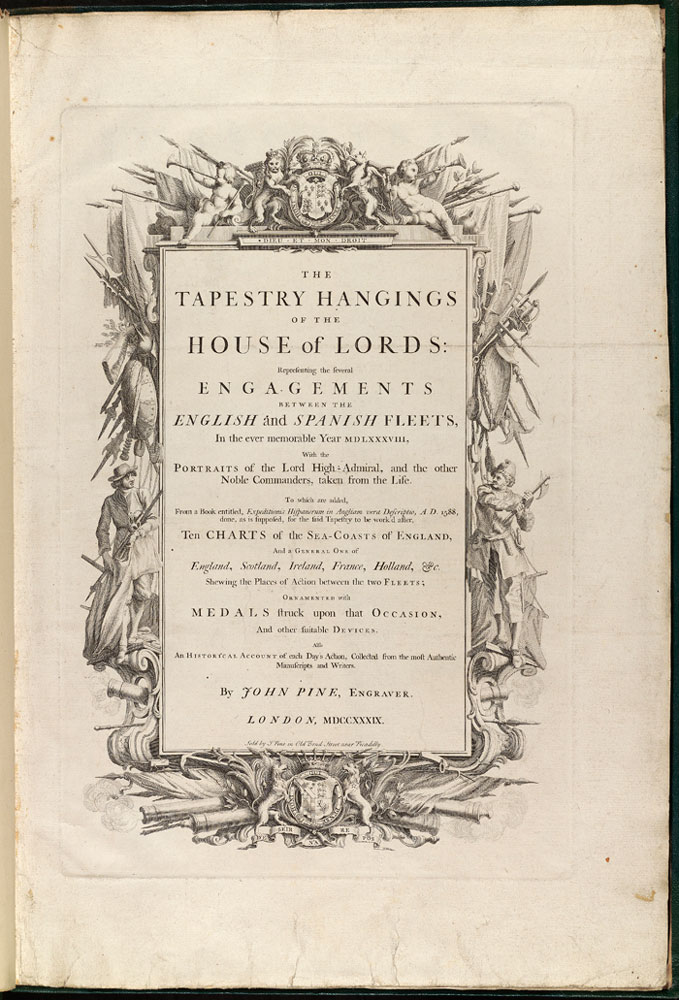 • DIEU · ET · MON · DROIT
THE
TAPESTRY HANGINGS
OF THE
HOUSE of LORDS:
Repreſenting the ſeveral
ENGAGEMENTS
BETWEEN THE
ENGLISH and SPANISH FLEETS,
In the ever memorable Year MDLXXXVIII,
With the
PORTRAITS of the Lord High-Admiral, and the other
Noble Commanders, taken from the Life.
To which are added,
From a Book entitled, Expeditionis Hiſpanorum in Angliam vera Deſcriptio, A. D. 1588,
done, as is ſuppoſed, for the ſaid Tapeſtry to be work'd after,
Ten CHARTS of the SEA-COASTS of ENGLAND,
And a GENERAL ONE of
England, Scotland, Ireland, France, Holland, &c.
Shewing the Places of Action between the two FLEETS;
ORNAMENTED with
MEDALS ſtruck upon that OCCASION,
And other ſuitable DEVICES.
Alſo
An HISTORICAL ACCOUNT of each Day's Action, Collected from the moſt Authentic
Manuſcripts and Writers.
By JOHN PINE, ENGRAVER.
LONDON, MDCCXXXIX.
Sold by J. Pine in Old Bond Street near Piccadilly